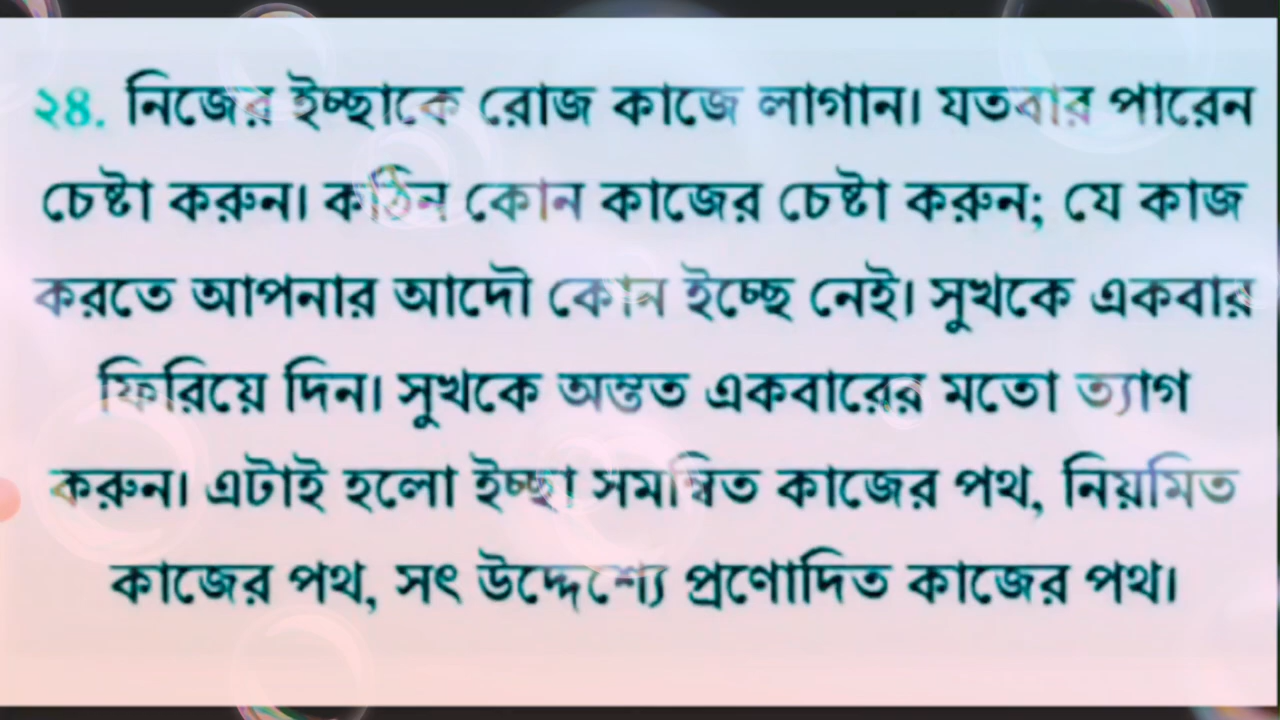 ২৪. নিজের ইচ্ছাকে রোজ কাজে লাগান। যতবার পারেন
চেষ্টা করুন। কঠিন কোন কাজের চেষ্টা করুন; যে কাজ
করতে আপনার আদৌ কোন ইচ্ছে নেই। সুখকে একবার
ফিরিয়ে দিন। সুখকে অন্তত একবারের মতো ত্যাগ
করুন। এটাই হলো ইচ্ছা সমন্বিত কাজের পথ, নিয়মিত
কাজের পথ, সৎ উদ্দেশ্যে প্রণোদিত কাজের পথ।